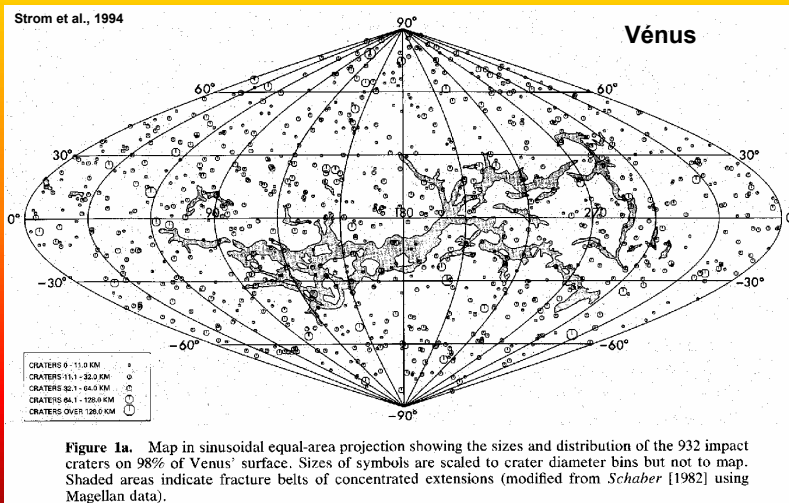 Strom et al., 1994
Vénus
90°
60°
60°
30°
30°
0°
90
180
270
0
-30°
-30°
-60°
-60°
-90°
CRATERS 0 - 11.0 KM
CRATERS 11.1 - 32.0 KM
CRATERS 32.1 - 64.0 KM
CRATERS 64.1 - 128.0 KM
CRATERS OVER 128.0 KM
Figure 1a. Map in sinusoidal equal-area projection showing the sizes and distribution of the 932 impact
craters on 98% of Venus' surface. Sizes of symbols are scaled to crater diameter bins but not to map.
Shaded areas indicate fracture belts of concentrated extensions (modified from Schaber [1982] using
Magellan data).